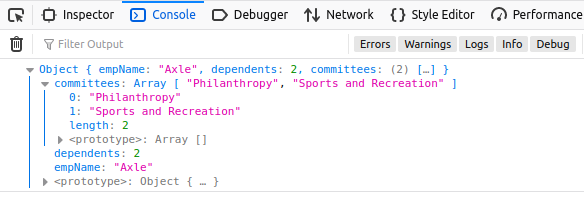 Inspector Console Debugger Network Style Editor Performance
Filter Output Errors Warnings Logs Info Debug
Object { empName: "Axle", dependents: 2, committees: (2) […] }
committees: Array [ "Philanthropy", "Sports and Recreation" ]
0: "Philanthropy"
1: "Sports and Recreation"
length: 2
<prototype>: Array []
dependents: 2
empName: "Axle"
<prototype>: Object { … }